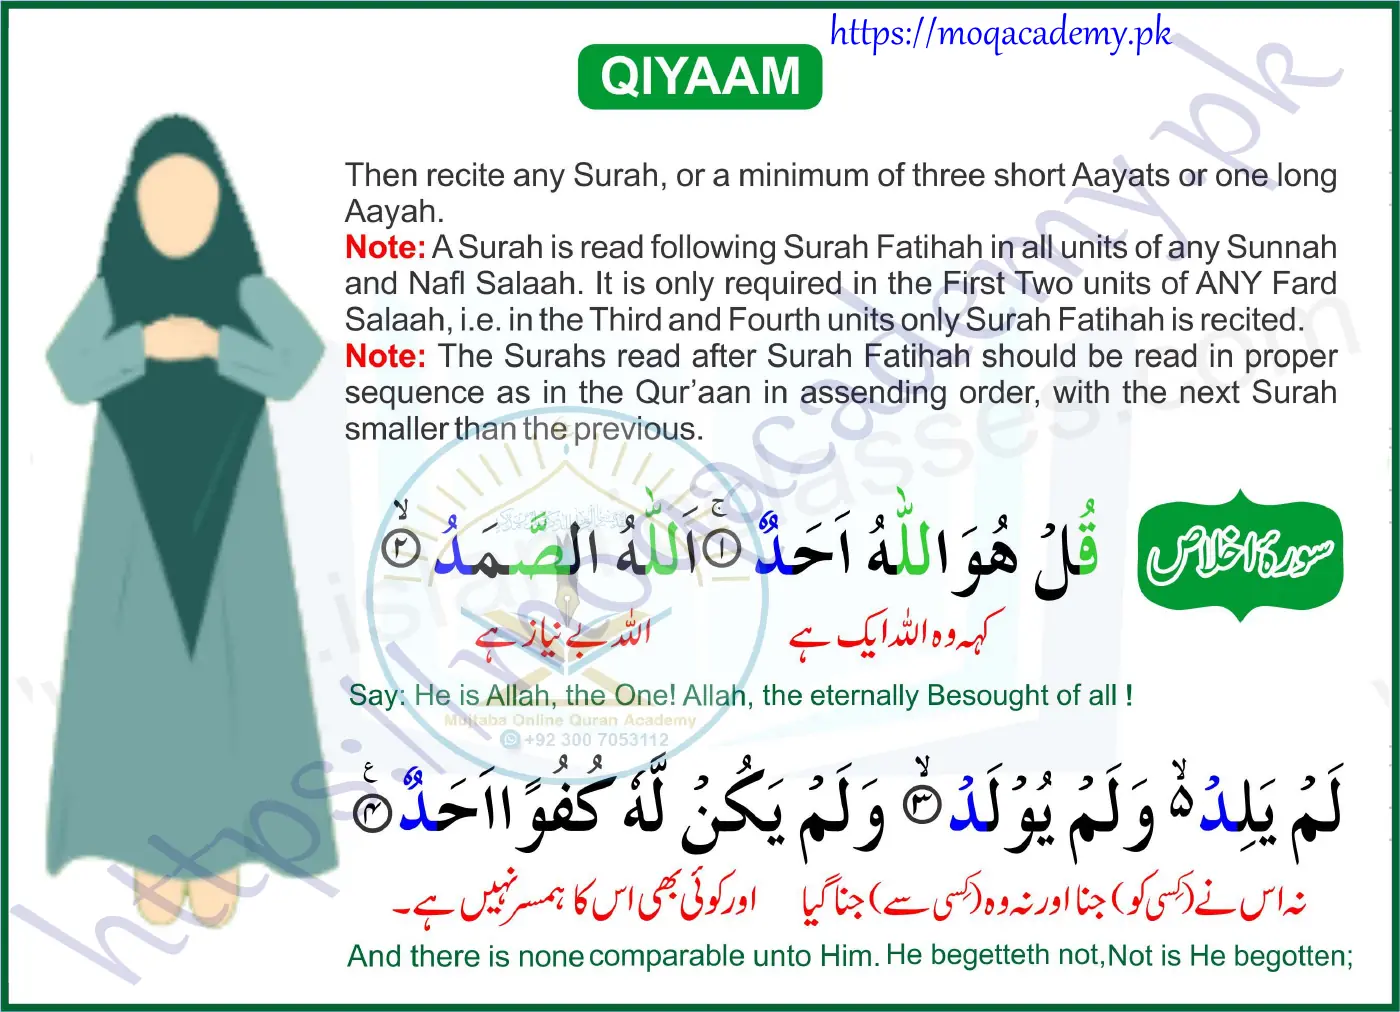 https://moqacademy.pk
QIYAAM
Then recite any Surah, or a minimum of three short Aayats or one long
Aayah.
Note: A Surah is read following Surah Fatihah in all units of any Sunnah
and Nafl Salaah. It is only required in the First Two units of ANY Fard
Salaah, i.e. in the Third and Fourth units only Surah Fatihah is recited.
Note: The Surahs read after Surah Fatihah should be read in proper
sequence as in the Qur’aan in assending order, with the next Surah
smaller than the previous.
سورۃ اخلاص
قُلْ هُوَ اللّٰهُ اَحَدٌ ۚ ﴿۱﴾ اَللّٰهُ الصَّمَدُ ۙ ﴿۲﴾
کہہ وہ اللہ ایک ہے اللہ بے نیاز ہے
Say: He is Allah, the One! Allah, the eternally Besought of all !
Mujtaba Online Quran Academy
+92 300 7053112
لَمْ يَلِدْ ۙ۵ وَلَمْ يُوْلَدْ ۙ ﴿۳﴾ وَلَمْ يَكُنْ لَّهٗ كُفُوًا اَحَدٌ ﴿۴﴾ ع
نہ اس نے (کسی کو) جنا اور نہ وہ (کسی سے) جنا گیا اور کوئی بھی اس کا ہمسر نہیں ہے۔
And there is none comparable unto Him. He begetteth not, Not is He begotten;
https://moqacademy.pk